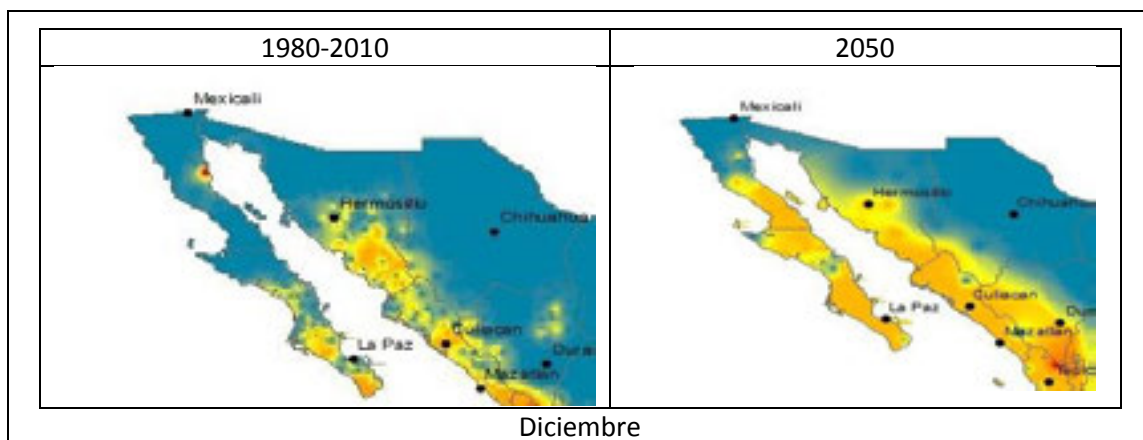 1980-2010
2050
Mexicali
Hermosillo
Chihuahua
La Paz
Culiacan
Mazatlan
Mexicali
Hermosillo
Chihuahua
La Paz
Culiacan
Mazatlan
Diciembre